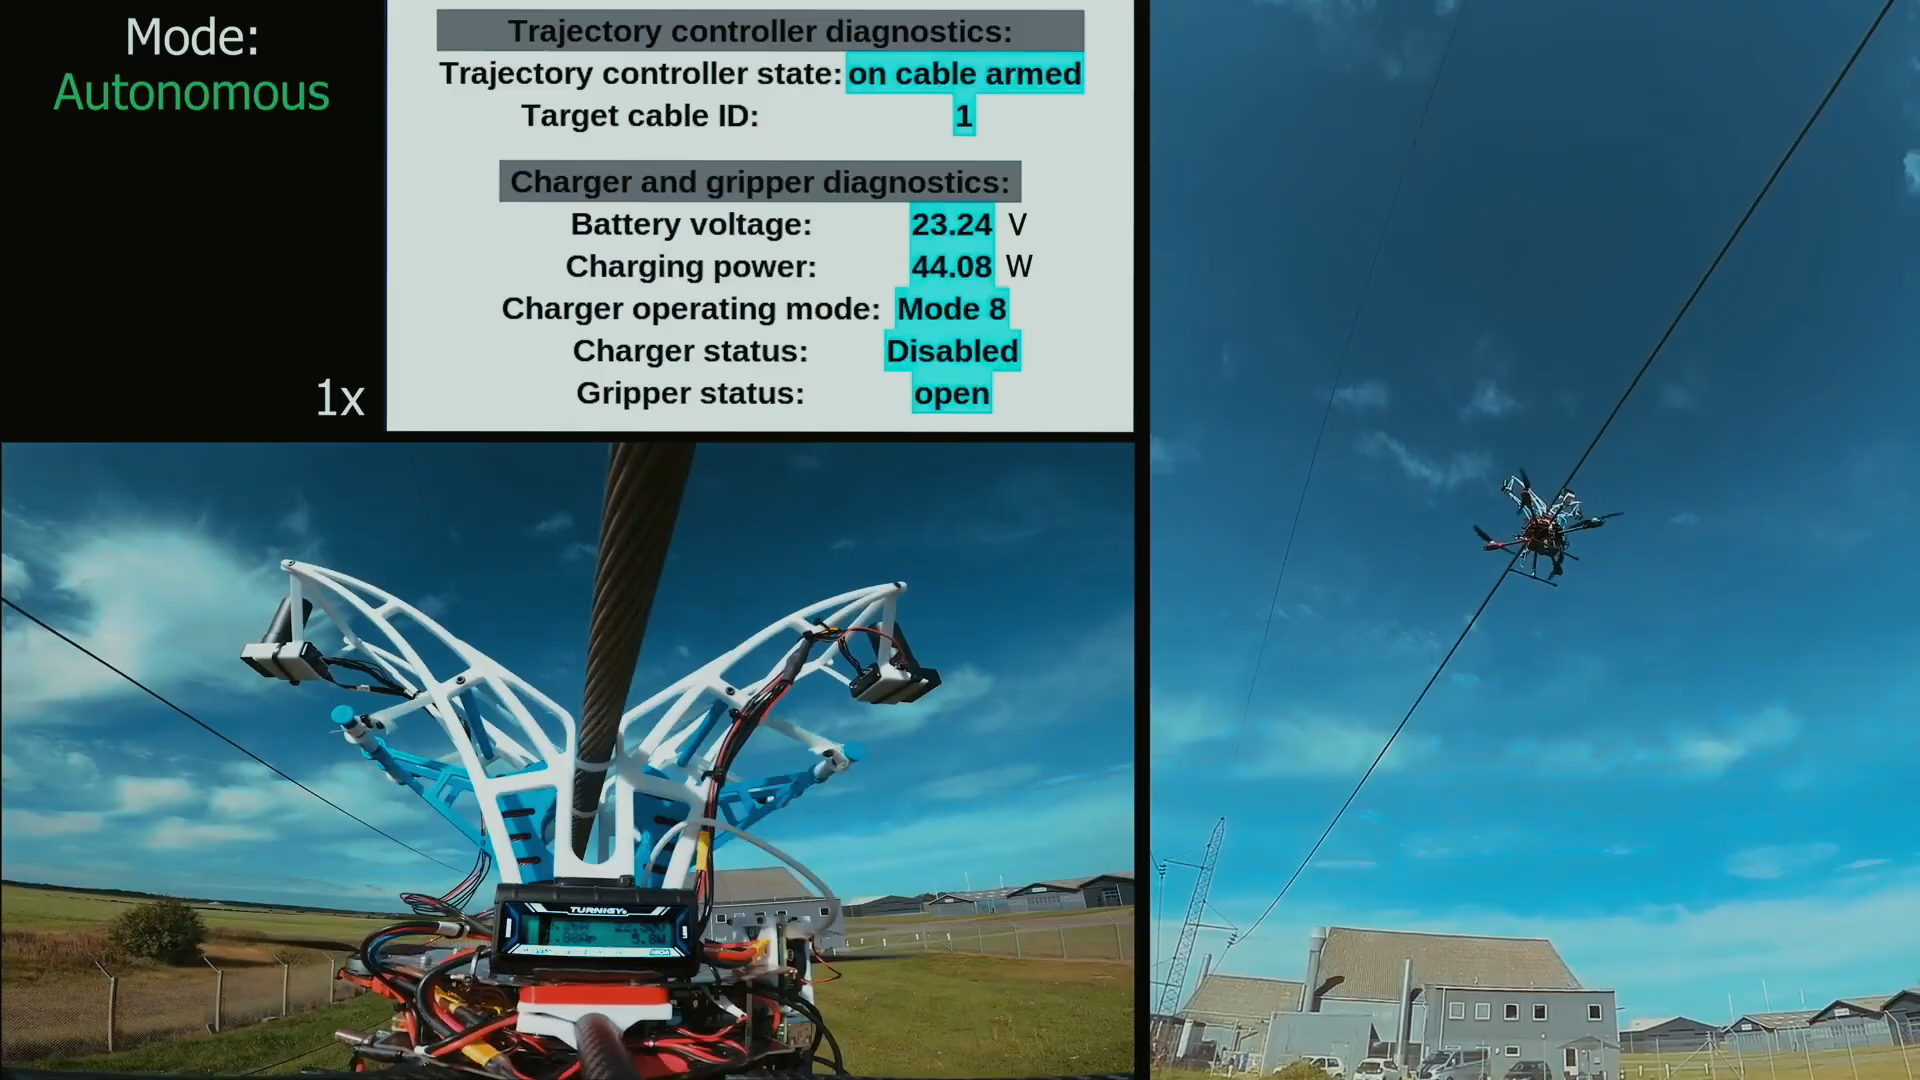 Mode:
Autonomous
1x
Trajectory controller diagnostics:
Trajectory controller state: on cable armed
Target cable ID: 1
Charger and gripper diagnostics:
Battery voltage: 23.24 V
Charging power: 44.08 W
Charger operating mode: Mode 8
Charger status: Disabled
Gripper status: open
TURNIGY